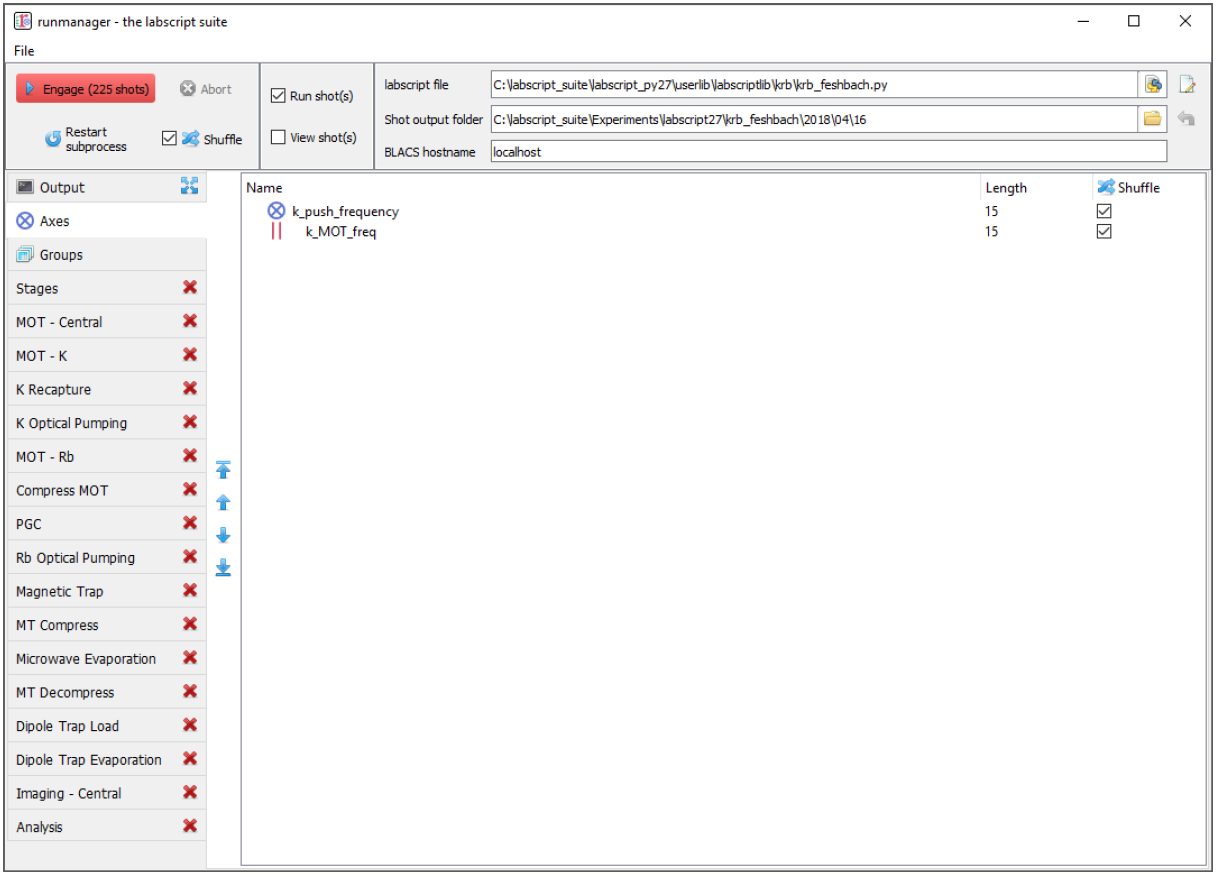 runmanager - the labscript suite
File
Engage (225 shots)
Abort
Restart
subprocess
Shuffle
Run shot(s)
View shot(s)
labscript file
C:\labscript_suite\labscript_py27\userlib\labscriptlib\krb\krb_feshbach.py
Shot output folder
C:\labscript_suite\Experiments\labscript27\krb_feshbach\2018\04\16
BLACS hostname
localhost
Output
Axes
Groups
Stages
MOT - Central
MOT - K
K Recapture
K Optical Pumping
MOT - Rb
Compress MOT
PGC
Rb Optical Pumping
Magnetic Trap
MT Compress
Microwave Evaporation
MT Decompress
Dipole Trap Load
Dipole Trap Evaporation
Imaging - Central
Analysis
Name Length Shuffle
k_push_frequency 15
k_MOT_freq 15